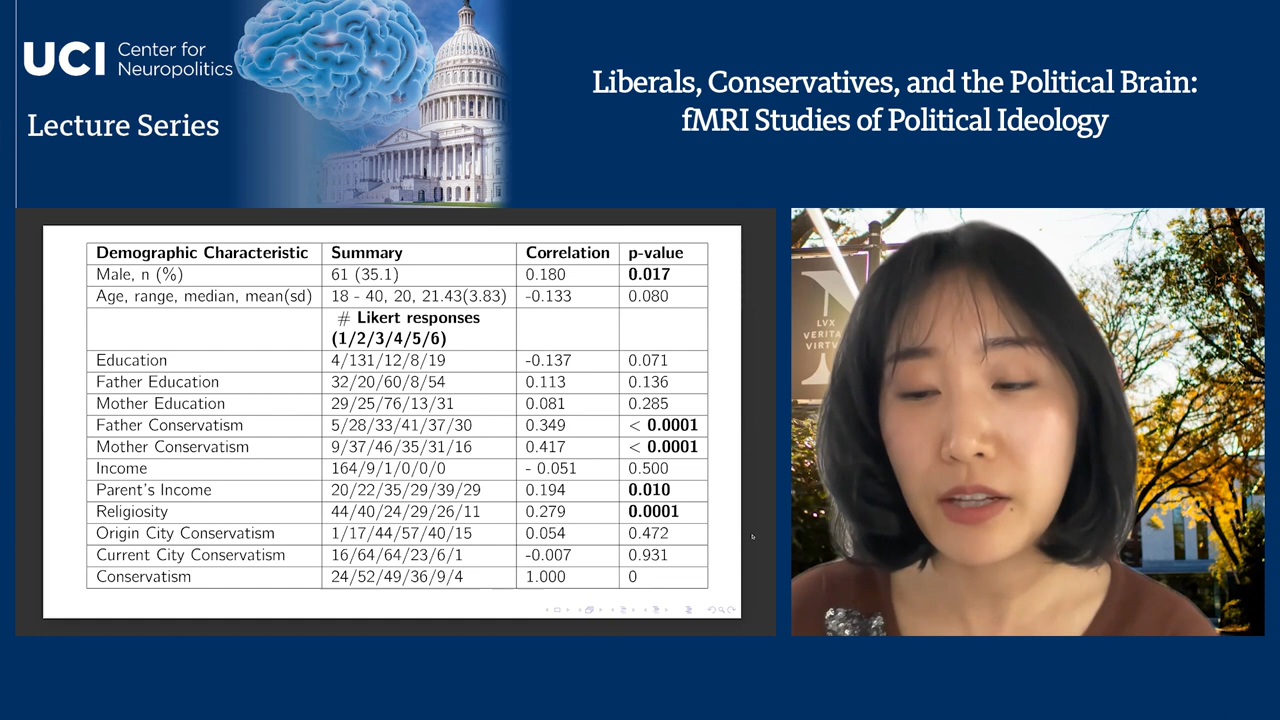 UCI Center for
Neuropolitics
Lecture Series
Liberals, Conservatives, and the Political Brain:
fMRI Studies of Political Ideology
Demographic Characteristic Summary Correlation p-value
Male, n (%) 61 (35.1) 0.180 0.017
Age, range, median, mean(sd) 18 - 40, 20, 21.43(3.83) -0.133 0.080
# Likert responses
(1/2/3/4/5/6)
Education 4/131/12/8/19 -0.137 0.071
Father Education 32/20/60/8/54 0.113 0.136
Mother Education 29/25/76/13/31 0.081 0.285
Father Conservatism 5/28/33/41/37/30 0.349 < 0.0001
Mother Conservatism 9/37/46/35/31/16 0.417 < 0.0001
Income 164/9/1/0/0/0 - 0.051 0.500
Parent's Income 20/22/35/29/39/29 0.194 0.010
Religiosity 44/40/24/29/26/11 0.279 0.0001
Origin City Conservatism 1/17/44/57/40/15 0.054 0.472
Current City Conservatism 16/64/64/23/6/1 -0.007 0.931
Conservatism 24/52/49/36/9/4 1.000 0
LVX